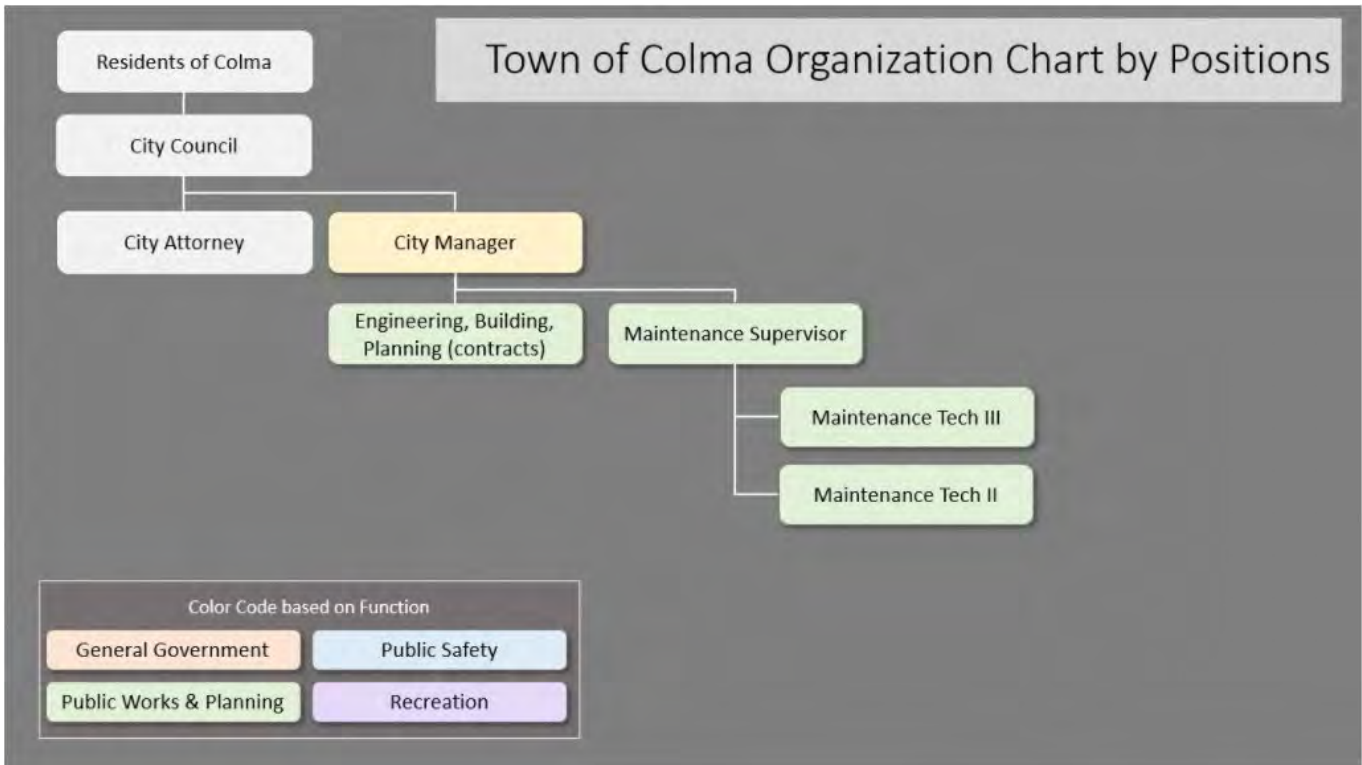 Town of Colma Organization Chart by Positions
Residents of Colma
City Council
City Attorney
City Manager
Engineering, Building,
Planning (contracts)
Maintenance Supervisor
Maintenance Tech III
Maintenance Tech II
Color Code based on Function
General Government
Public Safety
Public Works & Planning
Recreation